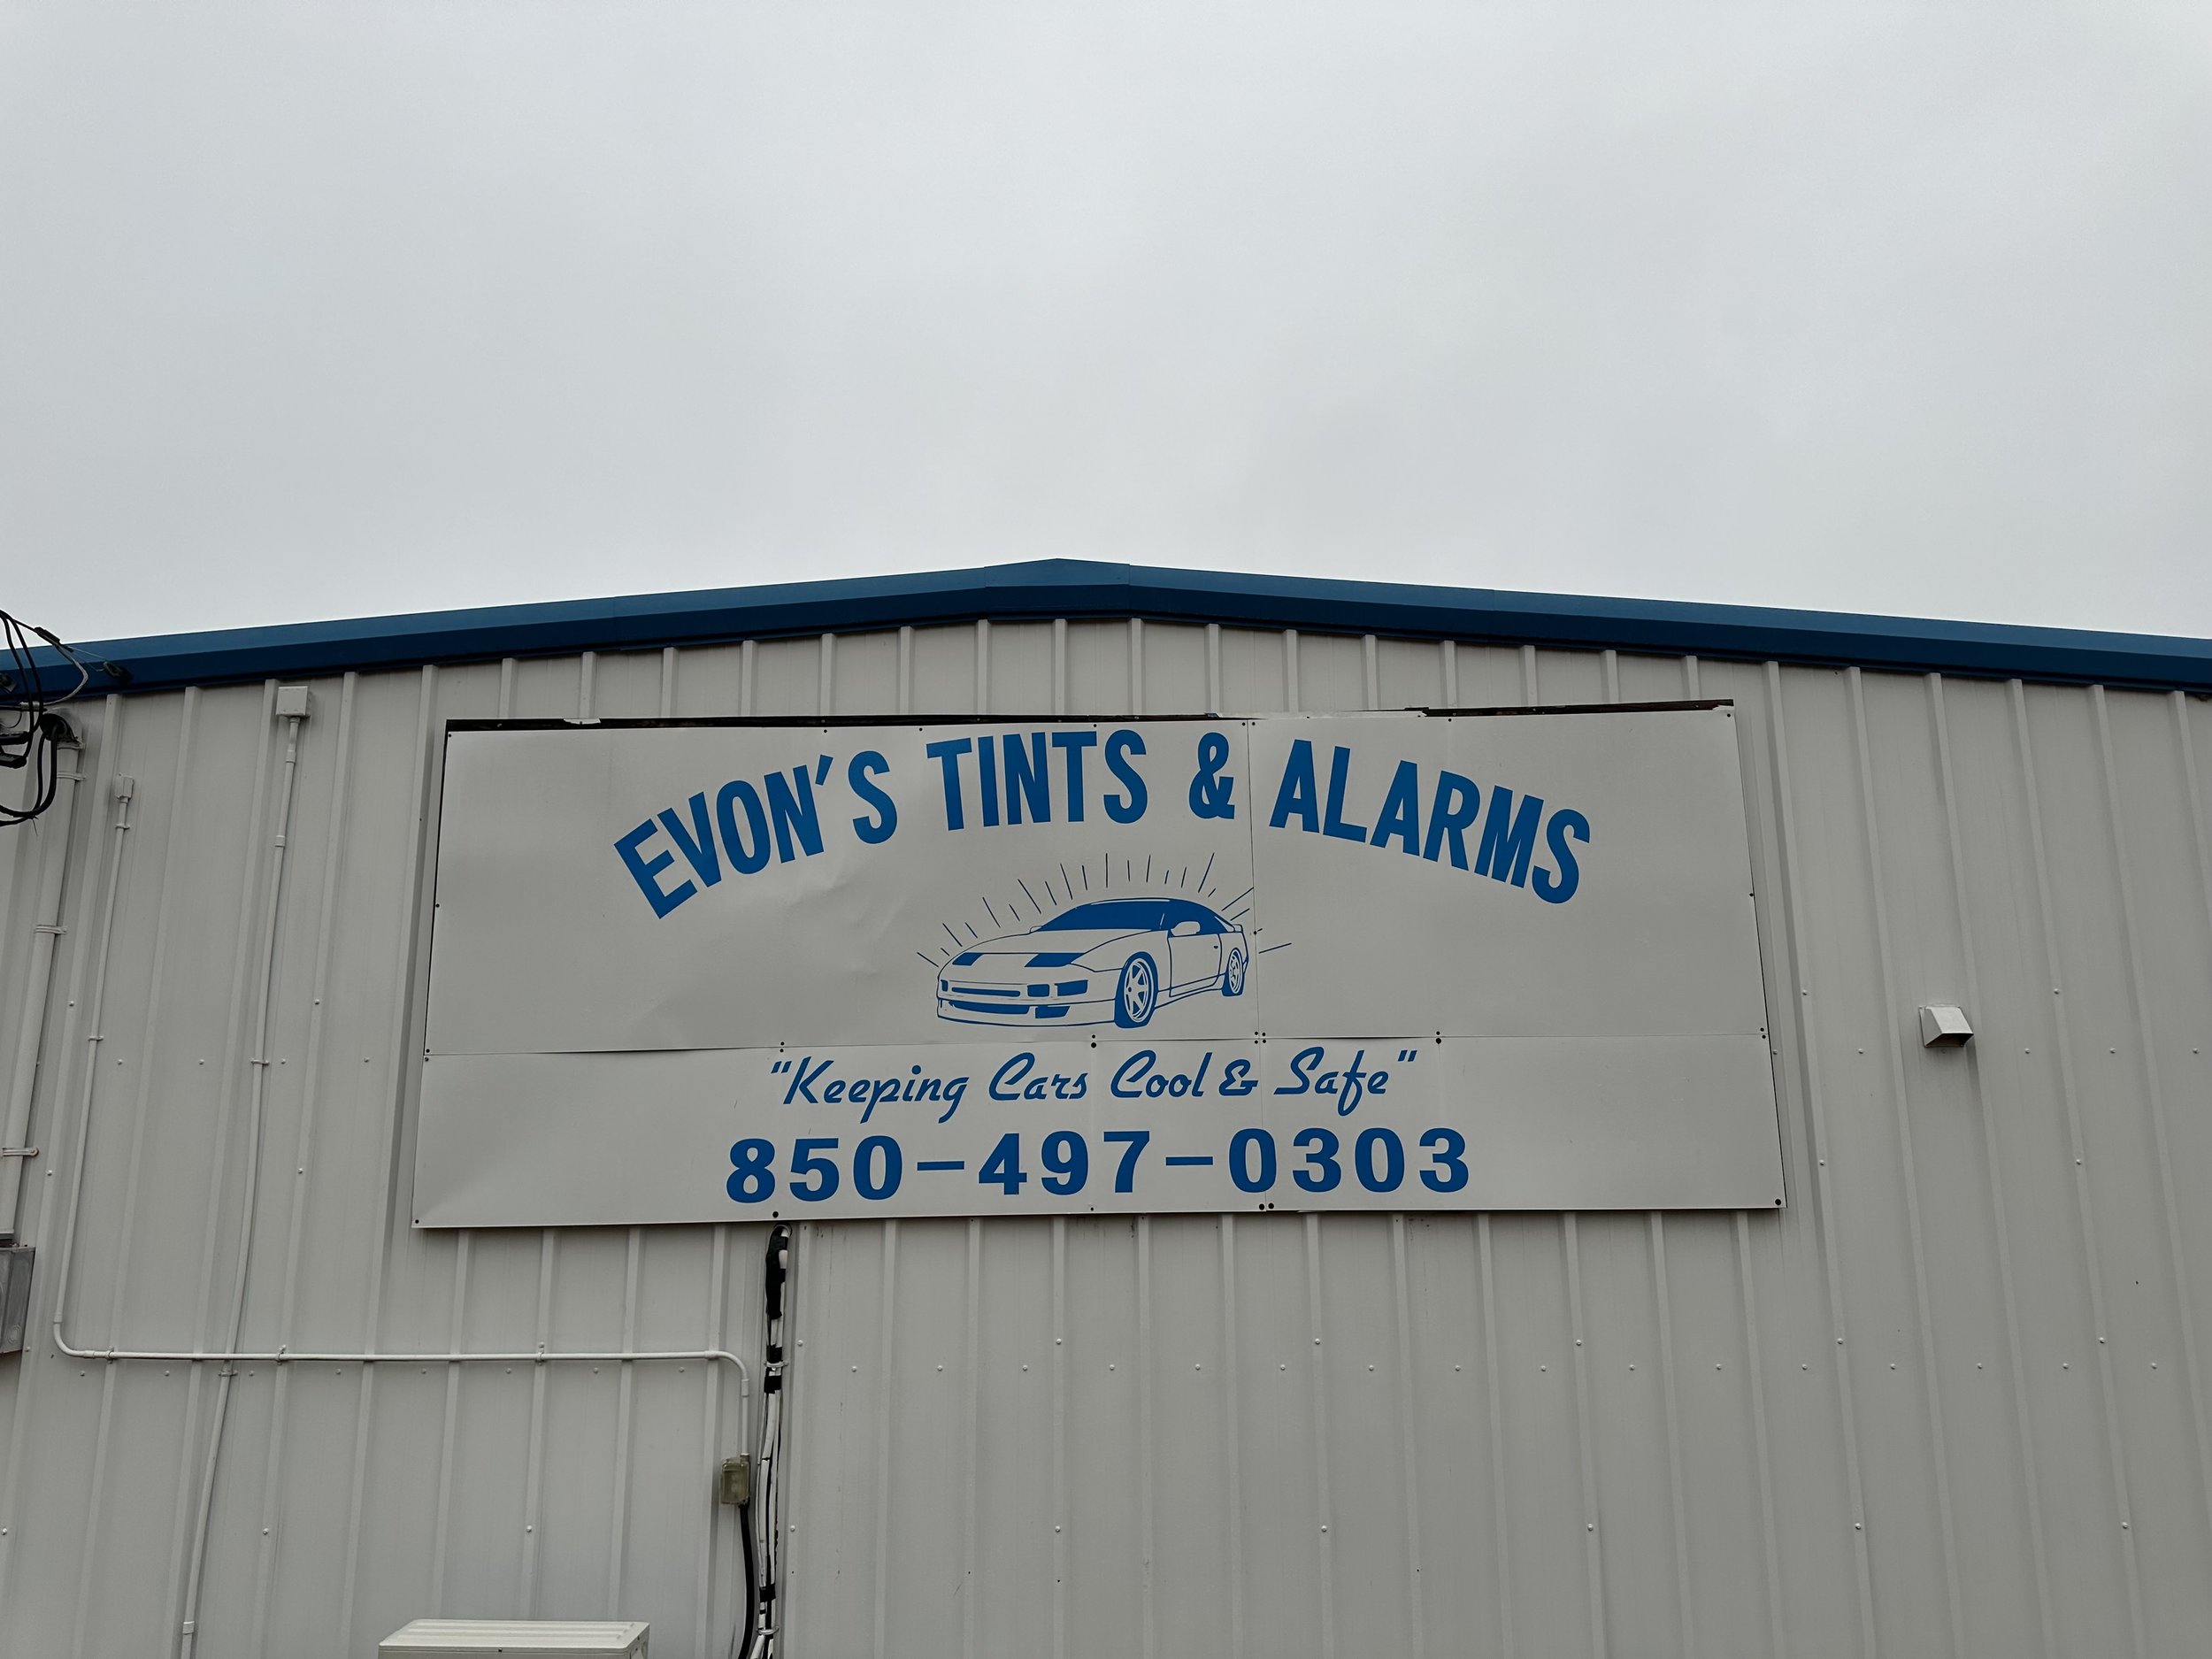 EVON'S TINTS & ALARMS
"Keeping Cars Cool & Safe"
850-497-0303